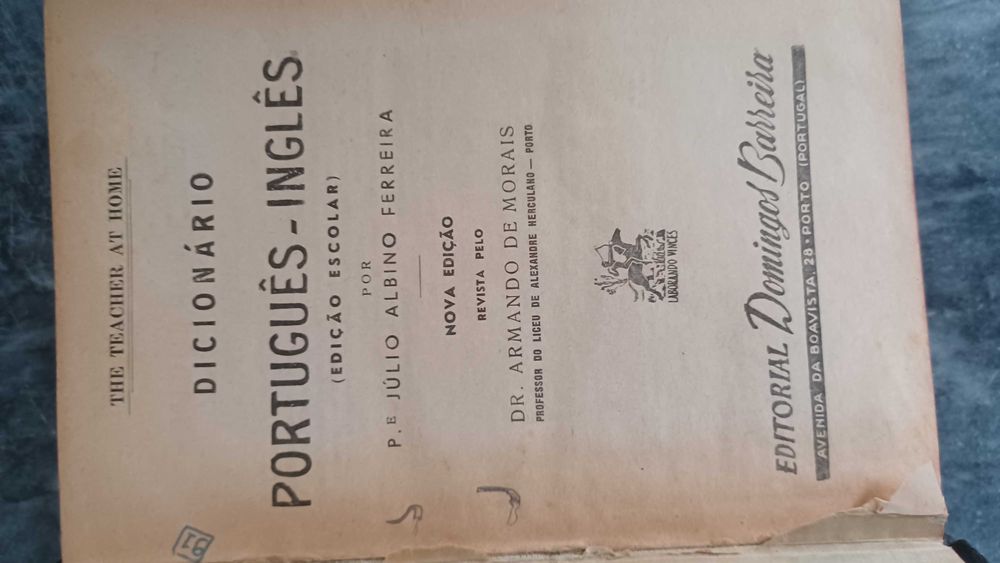 THE TEACHER AT HOME
DICIONÁRIO
PORTUGUÊS-INGLÊS
(EDIÇÃO ESCOLAR)
POR
P.E JÚLIO ALBINO FERREIRA
NOVA EDIÇÃO
REVISTA PELO
DR. ARMANDO DE MORAIS
PROFESSOR DO LICEU DE ALEXANDRE HERCULANO — PORTO
LABORANDO VINCES
EDITORIAL Domingos Barreira
AVENIDA DA BOAVISTA, 28 • PORTO (PORTUGAL)